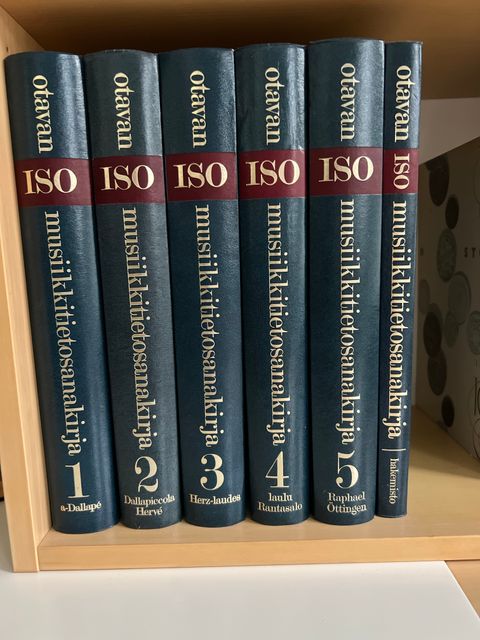 otavan
ISO
musiikkitietosanakirja
1
a-Dallapé
otavan
ISO
musiikkitietosanakirja
2
Dallapiccola
Hervé
otavan
ISO
musiikkitietosanakirja
3
Herz-laudes
otavan
ISO
musiikkitietosanakirja
4
laulu
Rantasalo
otavan
ISO
musiikkitietosanakirja
5
Raphael
Öttingen
otavan
ISO
musiikkitietosanakirja
hakemisto